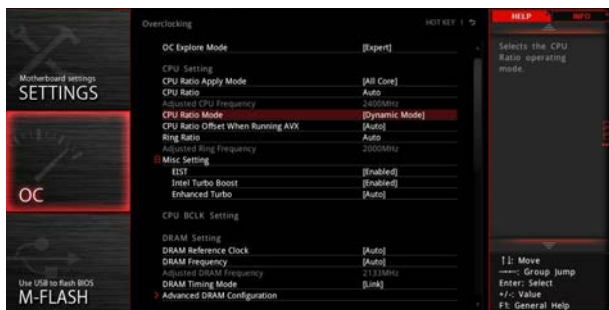 Overclocking
HOT KEY
HELP
INFO
OC Explore Mode [Expert]
CPU Setting
CPU Ratio Apply Mode [All Core]
CPU Ratio Auto
Adjusted CPU Frequency 2400MHz
CPU Ratio Mode [Dynamic Mode]
CPU Ratio Offset When Running AVX [Auto]
Ring Ratio Auto
Adjusted Ring Frequency 2000MHz
Misc Setting
EIST [Enabled]
Intel Turbo Boost [Enabled]
Enhanced Turbo [Auto]
CPU BCLK Setting
DRAM Setting
DRAM Reference Clock [Auto]
DRAM Frequency [Auto]
Adjusted DRAM Frequency 2133MHz
DRAM Timing Mode [Link]
> Advanced DRAM Configuration
Motherboard settings
SETTINGS
OC
Use USB to flash BIOS
M-FLASH
Selects the CPU
Ratio operating
mode.
↑↓: Move
Group Jump
Enter: Select
+/-: Value
F1: General Help